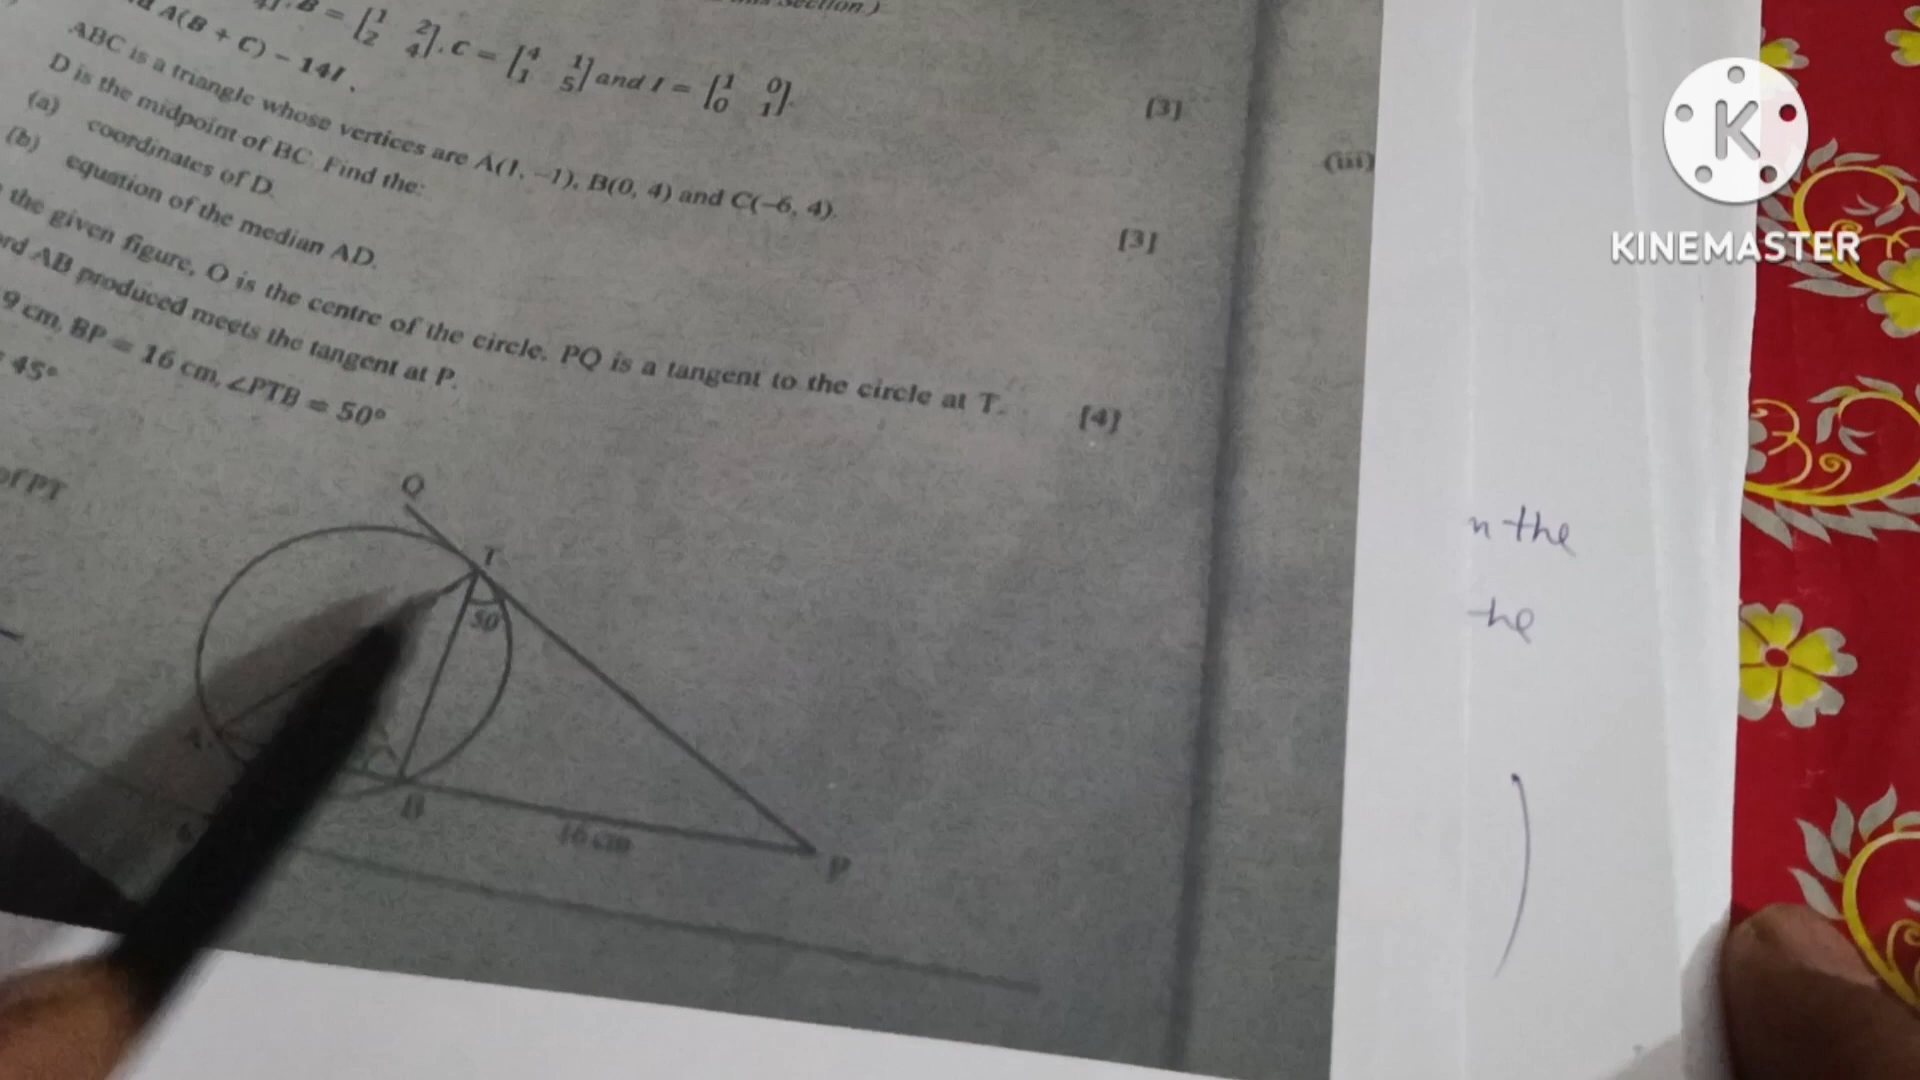 section)
B = [1 2 2 4], C = [4 1 1 5] and I = [1 0 0 1].
A(B + C) – 14I . [3]
ABC is a triangle whose vertices are A(1, –1), B(0, 4) and C(–6, 4).
D is the midpoint of BC. Find the: [3]
(a) coordinates of D.
(b) equation of the median AD.
the given figure, O is the centre of the circle. PQ is a tangent to the circle at T.
AB produced meets the tangent at P. [4]
9 cm, BP = 16 cm, ∠PTB = 50°
45°
of PT
Q
T
50
B
16 cm
P
(iii)
KINEMASTER
n the
he
)